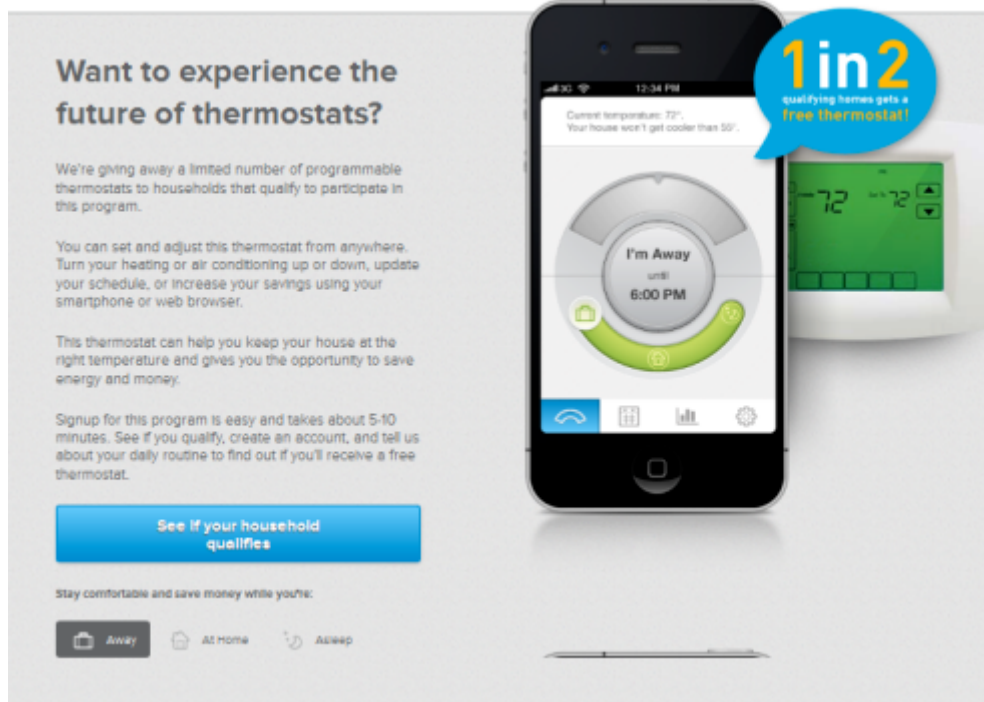 Want to experience the
future of thermostats?
We're giving away a limited number of programmable
thermostats to households that qualify to participate in
this program.
You can set and adjust this thermostat from anywhere.
Turn your heating or air conditioning up or down, update
your schedule, or increase your savings using your
smartphone or web browser.
This thermostat can help you keep your house at the
right temperature and gives you the opportunity to save
energy and money.
Signup for this program is easy and takes about 5-10
minutes. See if you qualify, create an account, and tell us
about your daily routine to find out if you'll receive a free
thermostat.
See if your household
qualifies
Stay comfortable and save money while you're:
Away At Home Asleep
1in2
qualifying homes gets a
free thermostat!
3G 12:34 PM
Current temperature: 72°.
Your house won't get cooler than 55°.
I'm Away
until
6:00 PM
72 72